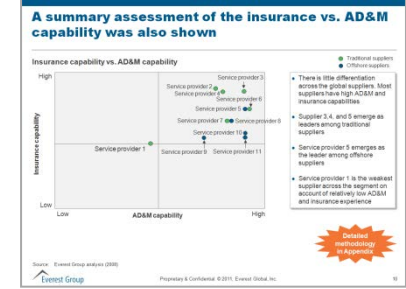 A summary assessment of the insurance vs. AD&M
capability was also shown
Insurance capability vs. AD&M capability
Traditional suppliers
Offshore suppliers
High
Insurance capability
Low
Low
AD&M capability
High
Service provider 3
Service provider 2
Service provider 4
Service provider 6
Service provider 5
Service provider 7
Service provider 8
Service provider 10
Service provider 1
Service provider 9
Service provider 11
• There is little differentiation
across the global suppliers. Most
suppliers have high AD&M and
insurance capabilities
• Supplier 3,4, and 5 emerge as
leaders among traditional
suppliers
• Service provider 5 emerges as
the leader among offshore
suppliers
• Service provider 1 is the weakest
supplier across the segment on
account of relatively low AD&M
and insurance experience
Detailed
methodology
in Appendix
Source: Everest Group analysis (2008)
Everest Group
Proprietary & Confidential. © 2011, Everest Global, Inc.